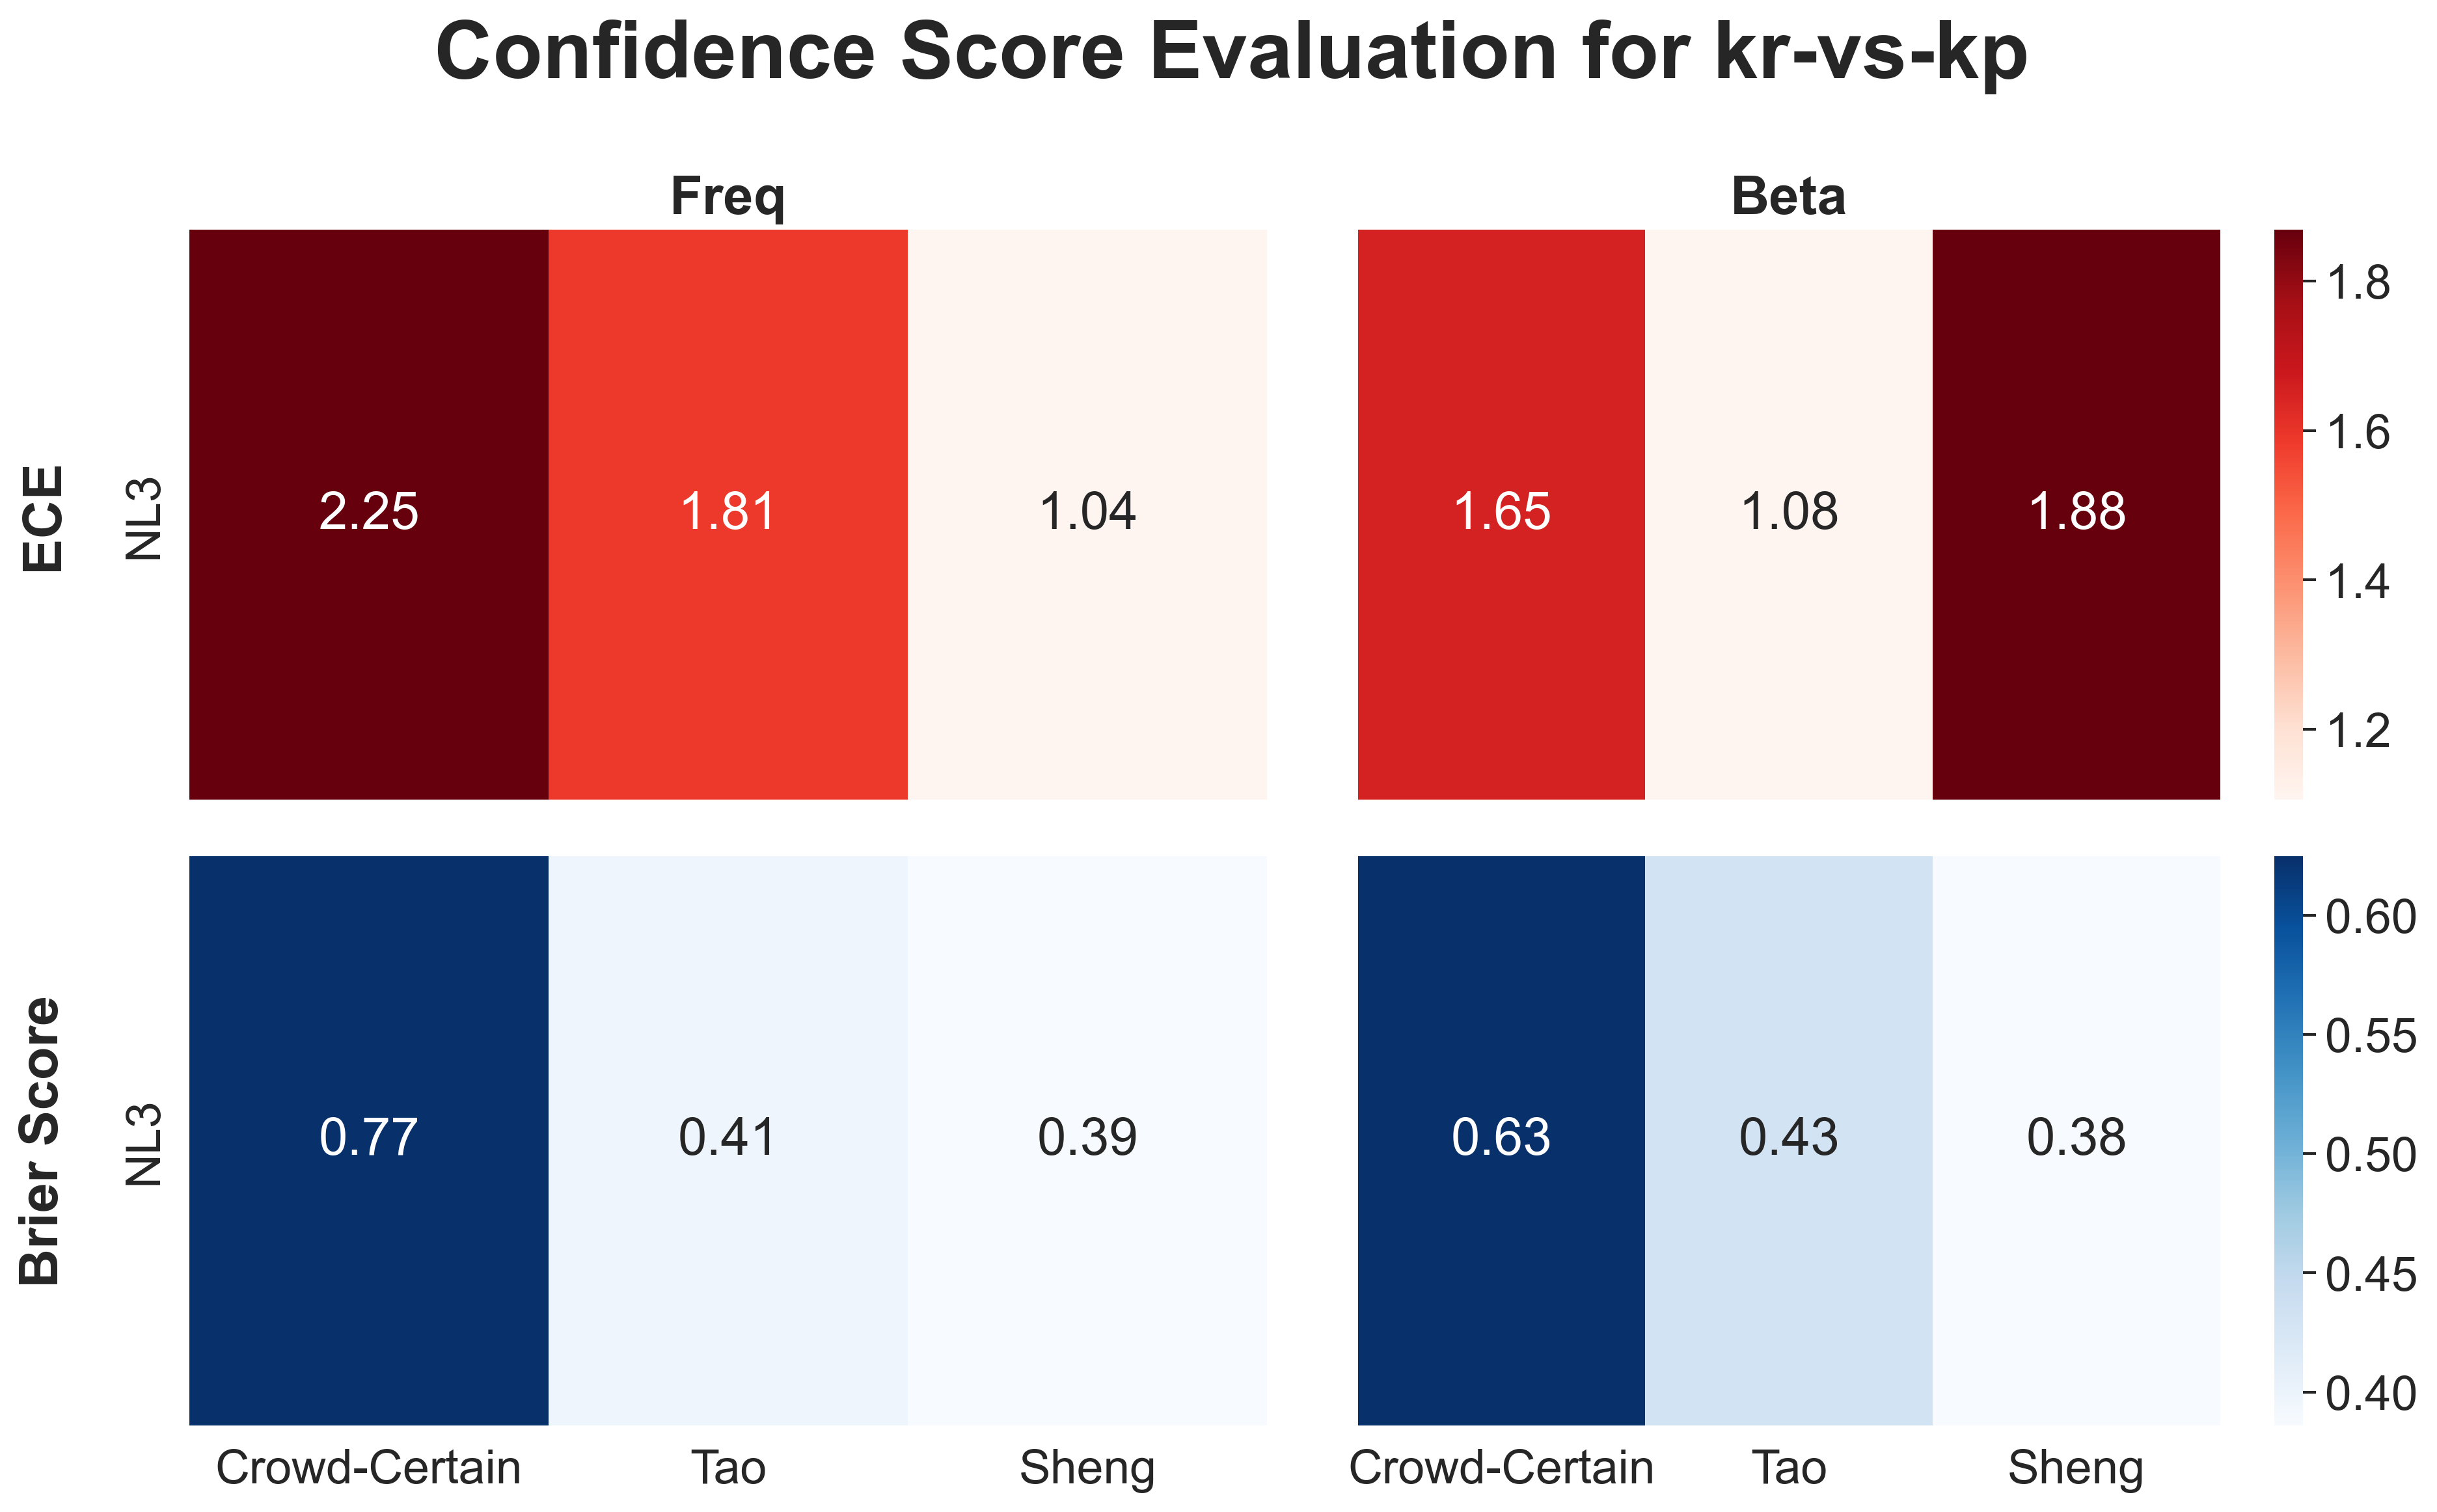 Confidence Score Evaluation for kr-vs-kp
Freq
Beta
ECE
NL3
2.25
1.81
1.04
1.65
1.08
1.88
1.8
1.6
1.4
1.2
Brier Score
NL3
0.77
0.41
0.39
0.63
0.43
0.38
0.60
0.55
0.50
0.45
0.40
Crowd-Certain
Tao
Sheng
Crowd-Certain
Tao
Sheng